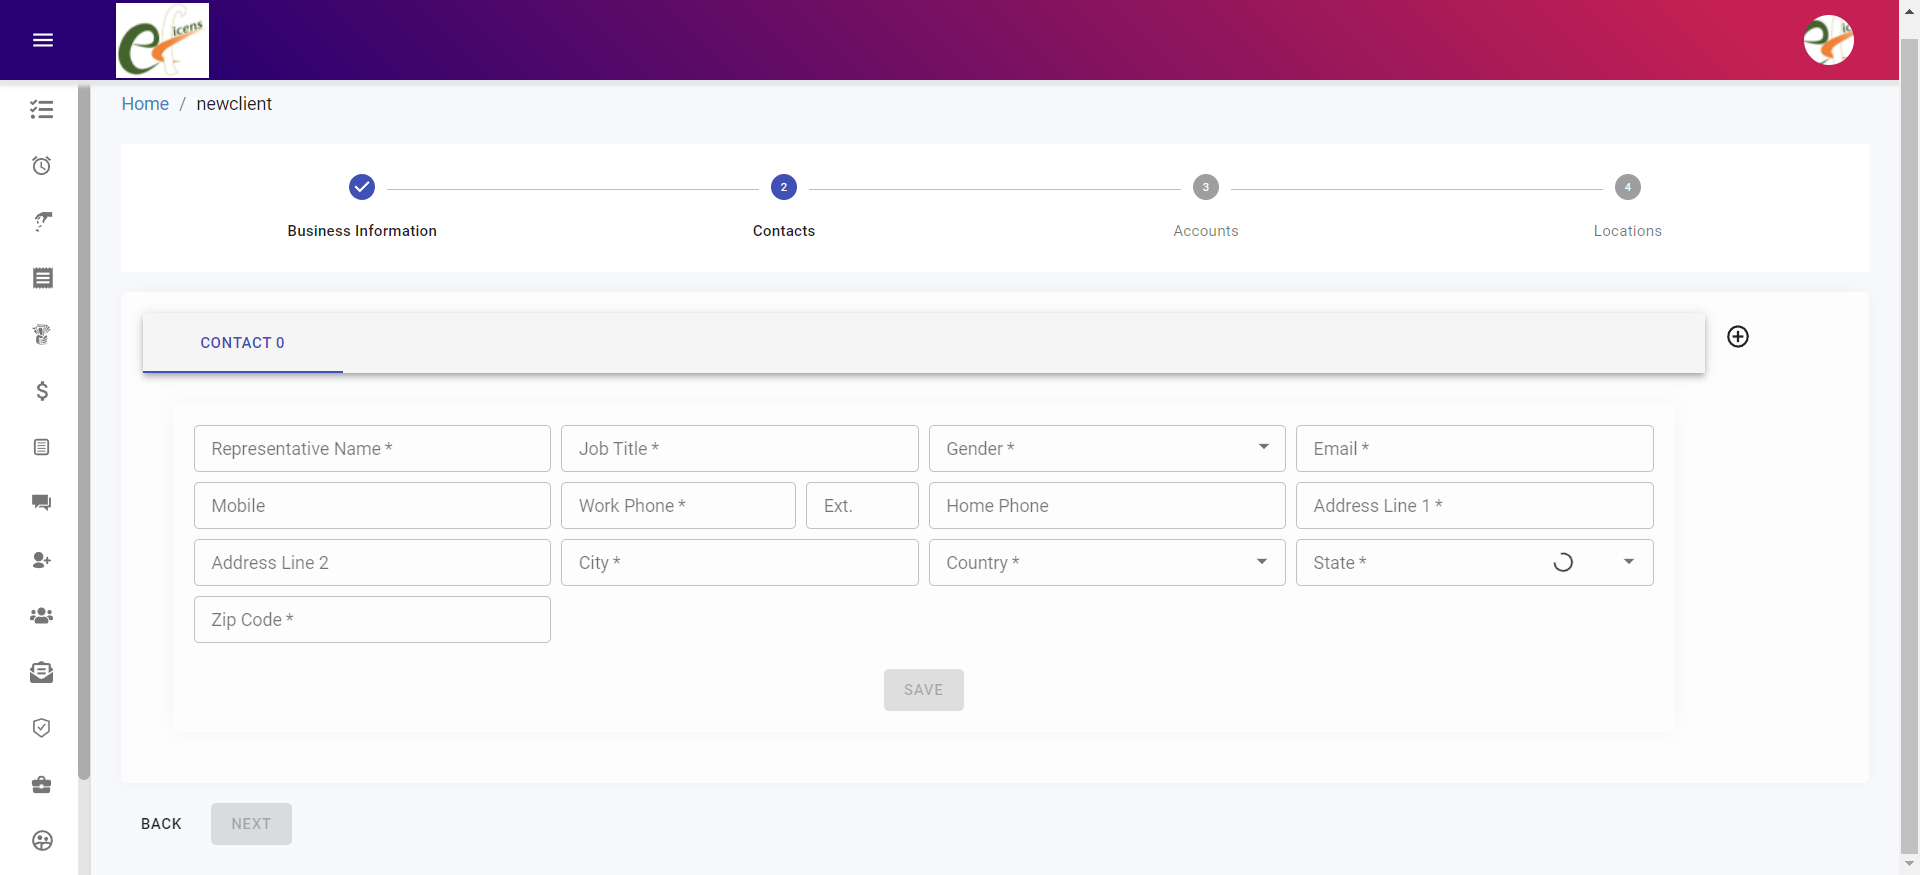 icens
ef
Home / newclient
2
3
4
Business Information
Contacts
Accounts
Locations
CONTACT 0
Representative Name *
Job Title *
Gender *
Email *
Mobile
Work Phone *
Ext.
Home Phone
Address Line 1 *
Address Line 2
City *
Country *
State *
Zip Code *
SAVE
BACK
NEXT